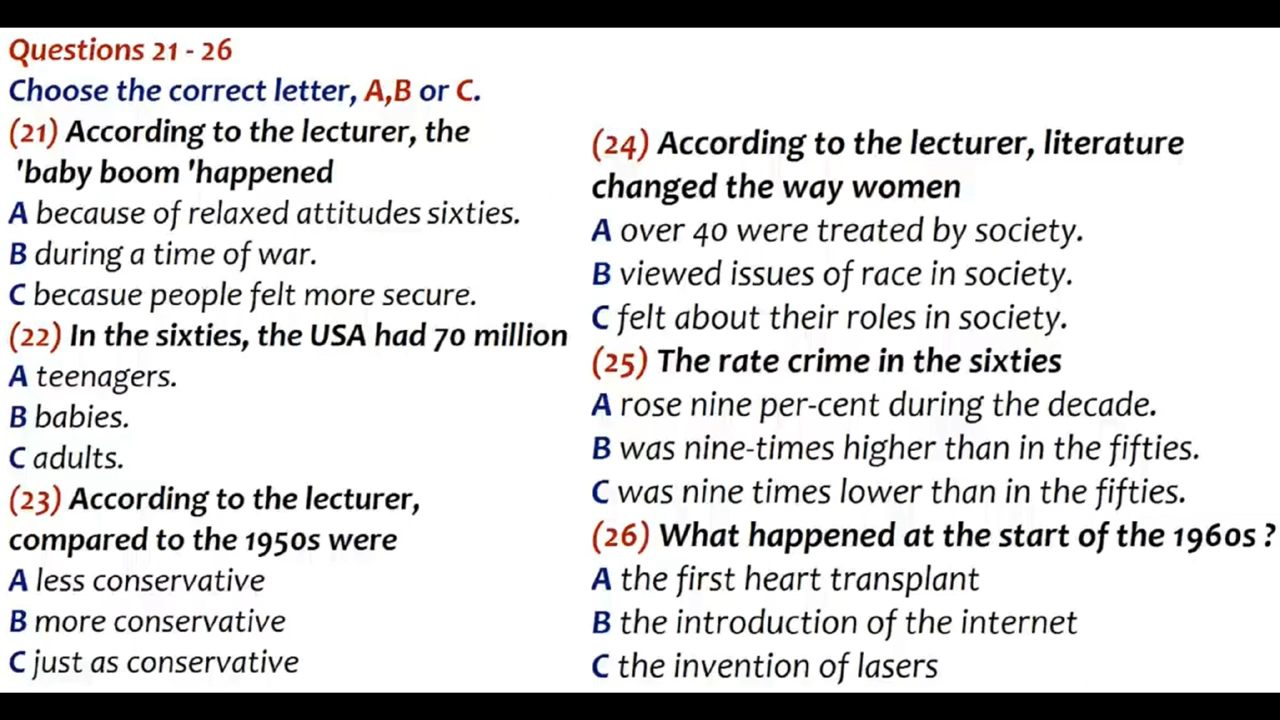 Questions 21 - 26
Choose the correct letter, A,B or C.
(21) According to the lecturer, the
'baby boom 'happened
A because of relaxed attitudes sixties.
B during a time of war.
C becasue people felt more secure.
(22) In the sixties, the USA had 70 million
A teenagers.
B babies.
C adults.
(23) According to the lecturer,
compared to the 1950s were
A less conservative
B more conservative
C just as conservative
(24) According to the lecturer, literature
changed the way women
A over 40 were treated by society.
B viewed issues of race in society.
C felt about their roles in society.
(25) The rate crime in the sixties
A rose nine per-cent during the decade.
B was nine-times higher than in the fifties.
C was nine times lower than in the fifties.
(26) What happened at the start of the 1960s ?
A the first heart transplant
B the introduction of the internet
C the invention of lasers